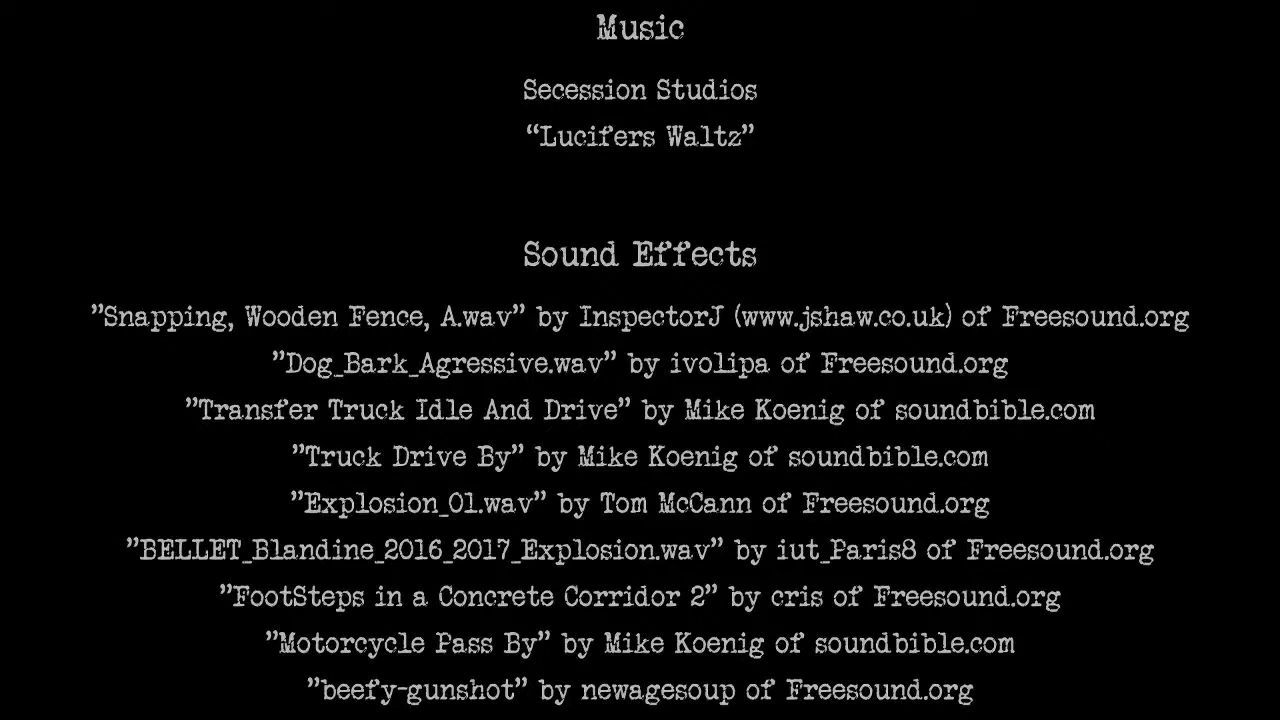 Music
Secession Studios
“Lucifers Waltz”
Sound Effects
”Snapping, Wooden Fence, A.wav” by InspectorJ (www.jshaw.co.uk) of Freesound.org
”Dog_Bark_Agressive.wav” by ivolipa of Freesound.org
”Transfer Truck Idle And Drive” by Mike Koenig of soundbible.com
”Truck Drive By” by Mike Koenig of soundbible.com
”Explosion_01.wav” by Tom McCann of Freesound.org
”BELLET_Blandine_2016_2017_Explosion.wav” by iut_Paris8 of Freesound.org
”FootSteps in a Concrete Corridor 2” by cris of Freesound.org
”Motorcycle Pass By” by Mike Koenig of soundbible.com
”beefy-gunshot” by newagesoup of Freesound.org